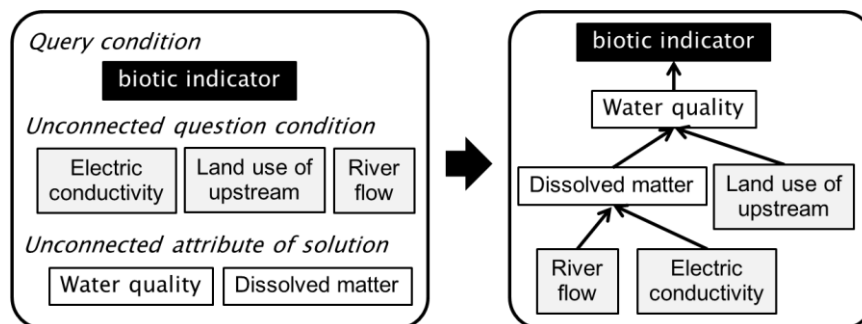 Query condition
biotic indicator
Unconnected question condition
Electric
conductivity
Land use of
upstream
River
flow
Unconnected attribute of solution
Water quality
Dissolved matter
biotic indicator
Water quality
Dissolved matter
Land use of
upstream
River
flow
Electric
conductivity